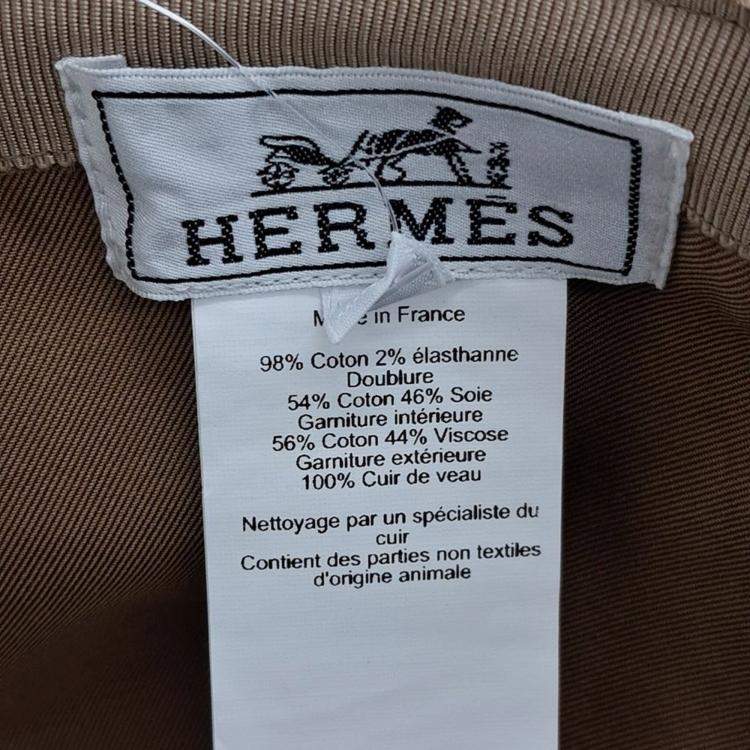 HERMES
in France
98% Coton 2% élasthanne
Doublure
54% Coton 46% Soie
Garniture intérieure
56% Coton 44% Viscose
Garniture extérieure
100% Cuir de veau
Nettoyage par un spécialiste du
cuir
Contient des parties non textiles
d'origine animale